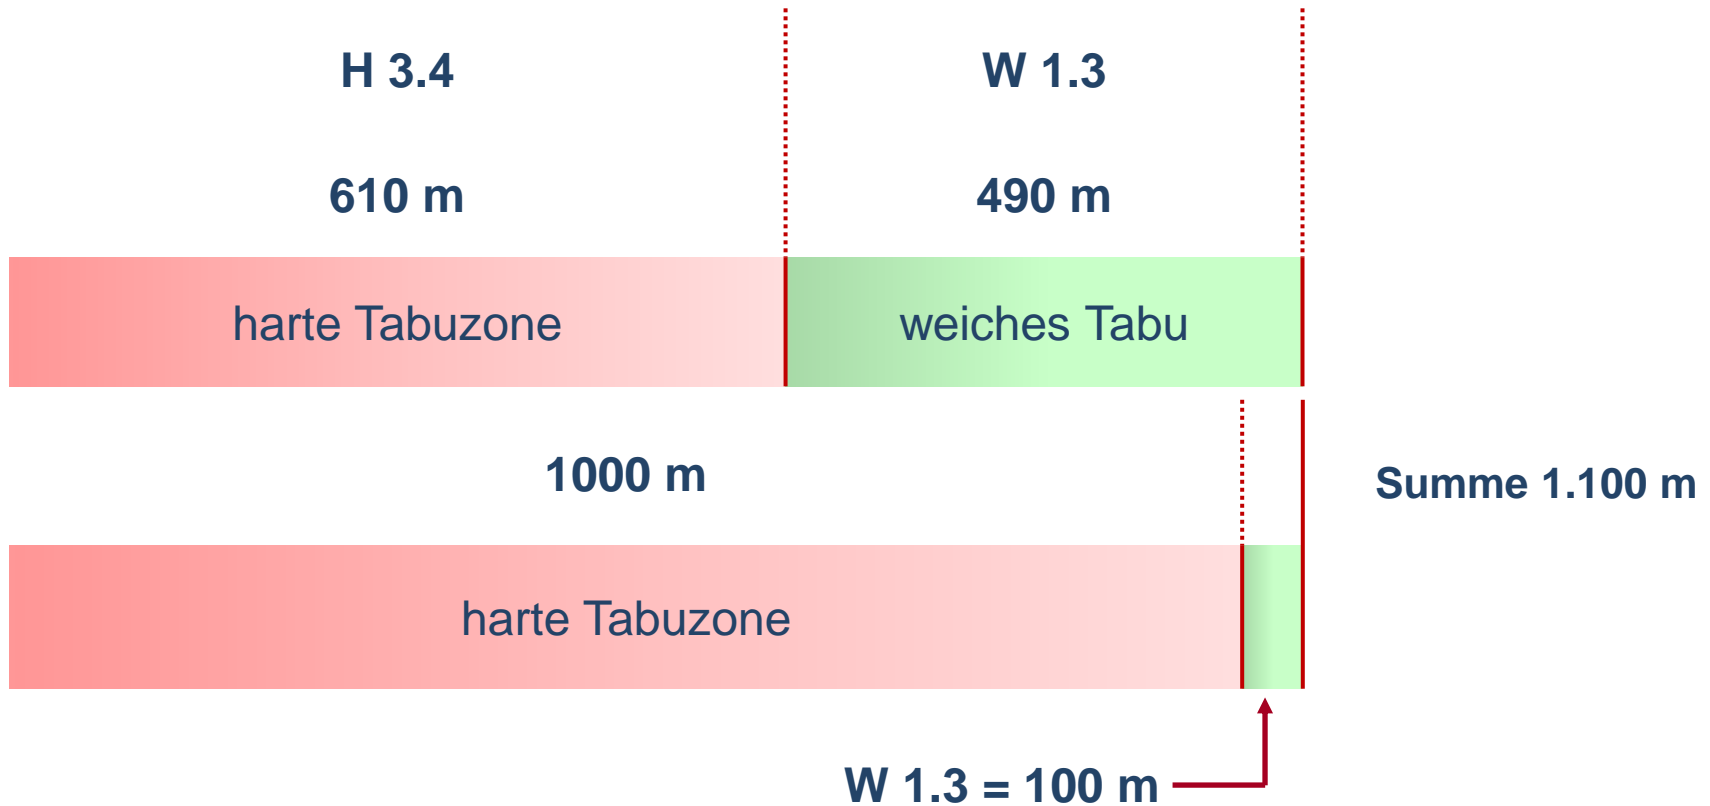 H 3.4
W 1.3
610 m
490 m
harte Tabuzone
weiches Tabu
1000 m
Summe 1.100 m
harte Tabuzone
W 1.3 = 100 m